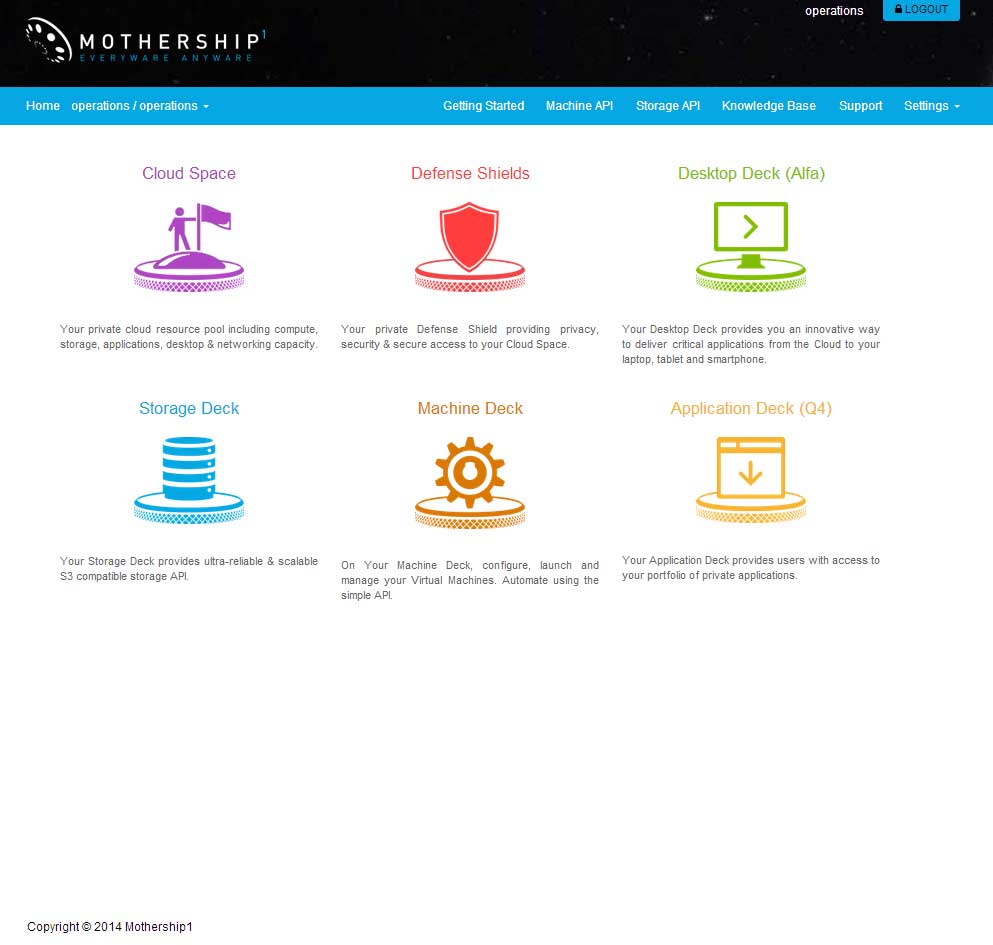 operations
LOGOUT
MOTHERSHIP1
EVERYWARE ANYWARE
Home operations / operations Getting Started Machine API Storage API Knowledge Base Support Settings
Cloud Space
Your private cloud resource pool including compute,
storage, applications, desktop & networking capacity.
Defense Shields
Your private Defense Shield providing privacy,
security & secure access to your Cloud Space.
Desktop Deck (Alfa)
Your Desktop Deck provides you an innovative way
to deliver critical applications from the Cloud to your
laptop, tablet and smartphone.
Storage Deck
Your Storage Deck provides ultra-reliable & scalable
S3 compatible storage API.
Machine Deck
On Your Machine Deck, configure, launch and
manage your Virtual Machines. Automate using the
simple API.
Application Deck (Q4)
Your Application Deck provides users with access to
your portfolio of private applications.
Copyright © 2014 Mothership1